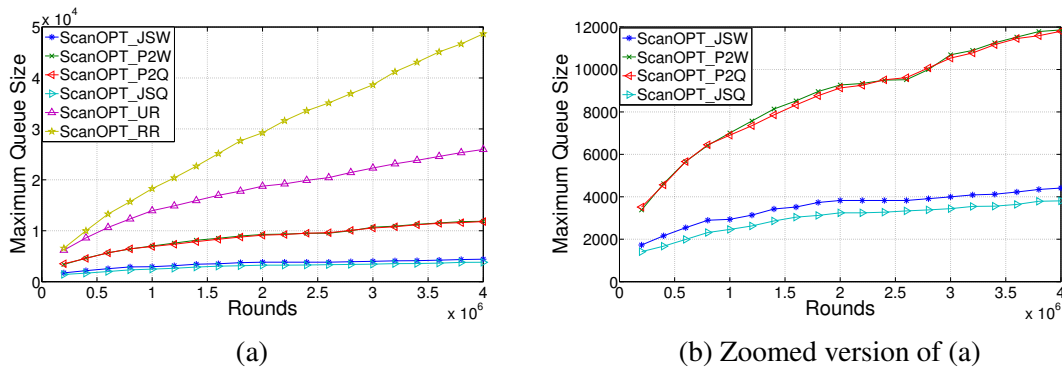 x 10^4
5
4
3
2
1
0
Maximum Queue Size
ScanOPT_JSW
ScanOPT_P2W
ScanOPT_P2Q
ScanOPT_JSQ
ScanOPT_UR
ScanOPT_RR
0 0.5 1 1.5 2 2.5 3 3.5 4
Rounds
x 10^6
(a)
12000
10000
8000
6000
4000
2000
0
Maximum Queue Size
ScanOPT_JSW
ScanOPT_P2W
ScanOPT_P2Q
ScanOPT_JSQ
0 0.5 1 1.5 2 2.5 3 3.5 4
Rounds
x 10^6
(b) Zoomed version of (a)